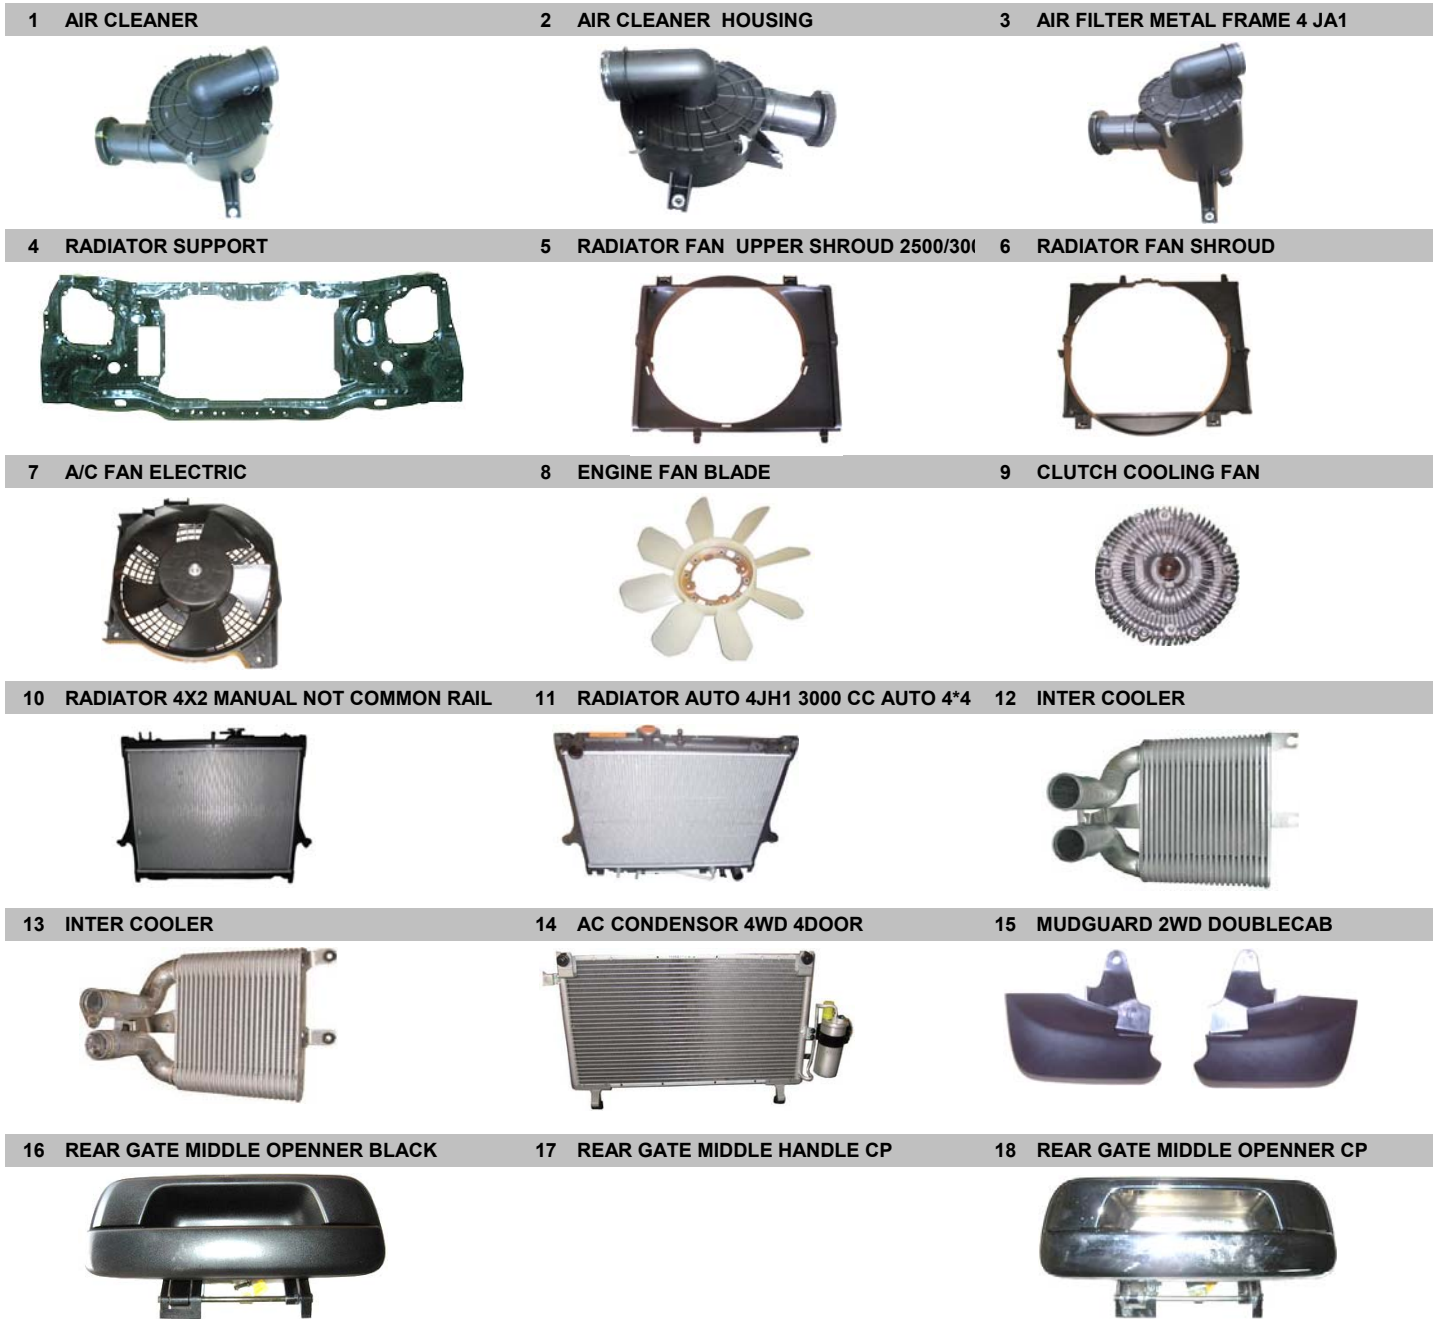 1 AIR CLEANER
2 AIR CLEANER HOUSING
3 AIR FILTER METAL FRAME 4 JA1
4 RADIATOR SUPPORT
5 RADIATOR FAN UPPER SHROUD 2500/300
6 RADIATOR FAN SHROUD
7 A/C FAN ELECTRIC
8 ENGINE FAN BLADE
9 CLUTCH COOLING FAN
10 RADIATOR 4X2 MANUAL NOT COMMON RAIL
11 RADIATOR AUTO 4JH1 3000 CC AUTO 4*4
12 INTER COOLER
13 INTER COOLER
14 AC CONDENSOR 4WD 4DOOR
15 MUDGUARD 2WD DOUBLECAB
16 REAR GATE MIDDLE OPENNER BLACK
17 REAR GATE MIDDLE HANDLE CP
18 REAR GATE MIDDLE OPENNER CP